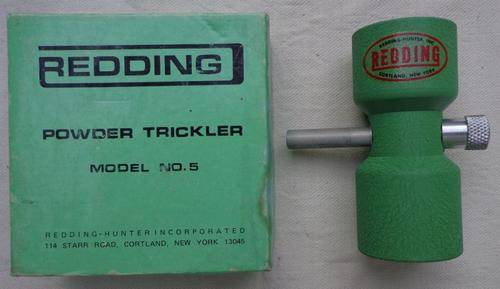 REDDING
POWDER TRICKLER
MODEL NO.5
REDDING-HUNTER INCORPORATED
114 STARR ROAD, CORTLAND, NEW YORK 13045
REDDING-HUNTER, INC.
REDDING
CORTLAND, NEW YORK